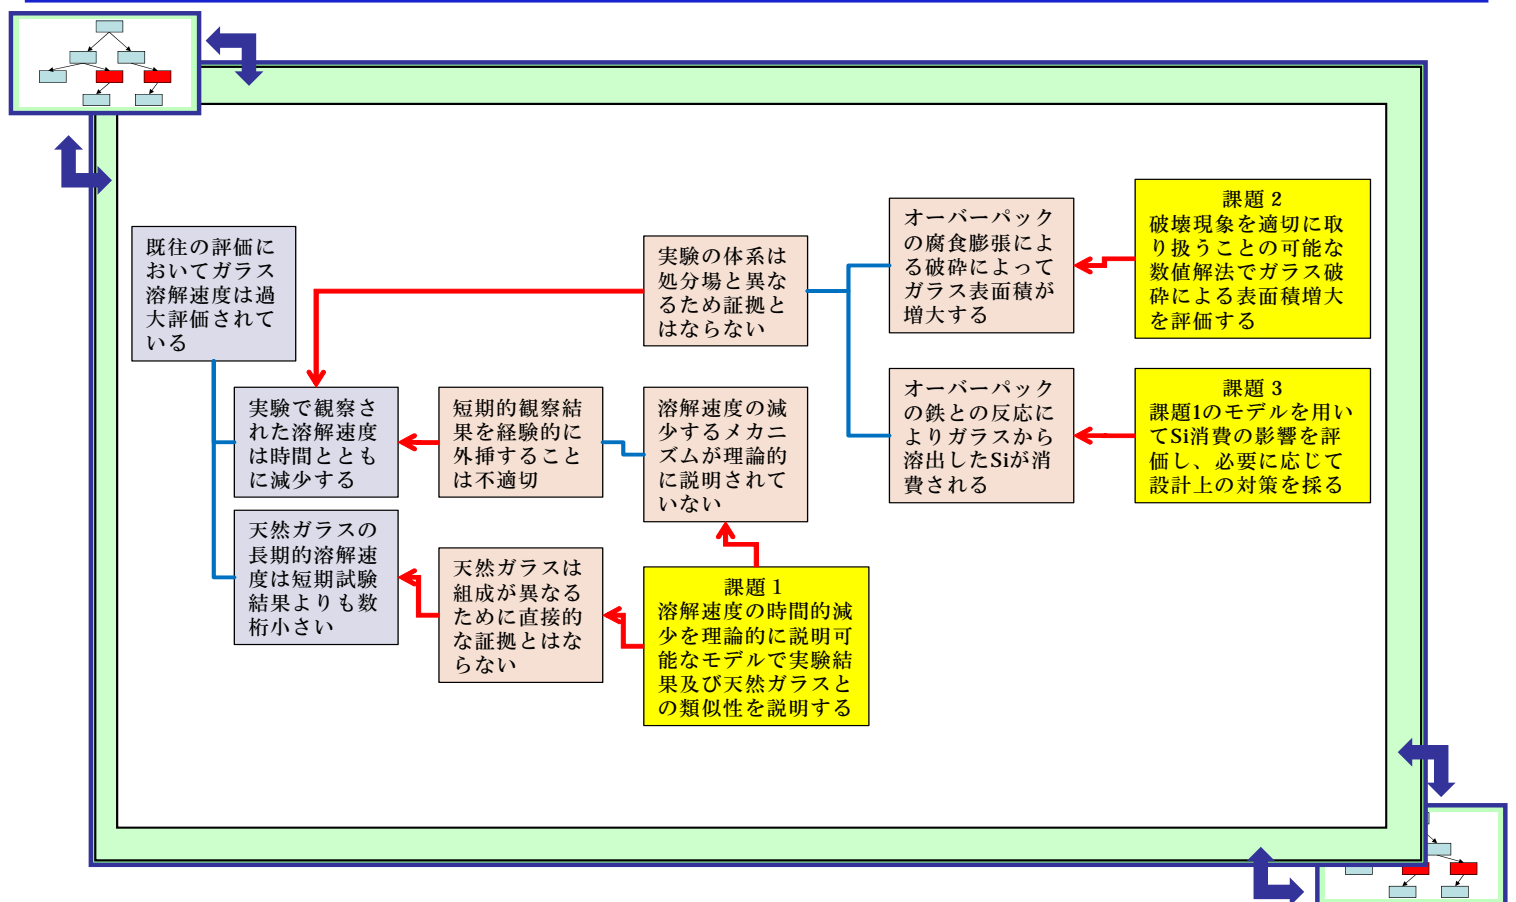 既往の評価に
おいてガラス
溶解速度は過
大評価されて
いる
実験で観察さ
れた溶解速度
は時間ととも
に減少する
天然ガラスの
長期的溶解速
度は短期試験
結果よりも数
桁小さい
短期的観察結
果を経験的に
外挿すること
は不適切
天然ガラスは
組成が異なる
ために直接的
な証拠とはな
らない
実験の体系は
処分場と異な
るため証拠と
はならない
溶解速度の減
少するメカニ
ズムが理論的
に説明されて
いない
課題１
溶解速度の時間的減
少を理論的に説明可
能なモデルで実験結
果及び天然ガラスと
の類似性を説明する
オーバーパック
の腐食膨張によ
る破砕によって
ガラス表面積が
増大する
オーバーパック
の鉄との反応に
よりガラスから
溶出したSiが消
費される
課題２
破壊現象を適切に取
り扱うことの可能な
数値解法でガラス破
砕による表面積増大
を評価する
課題３
課題1のモデルを用い
てSi消費の影響を評
価し、必要に応じて
設計上の対策を採る